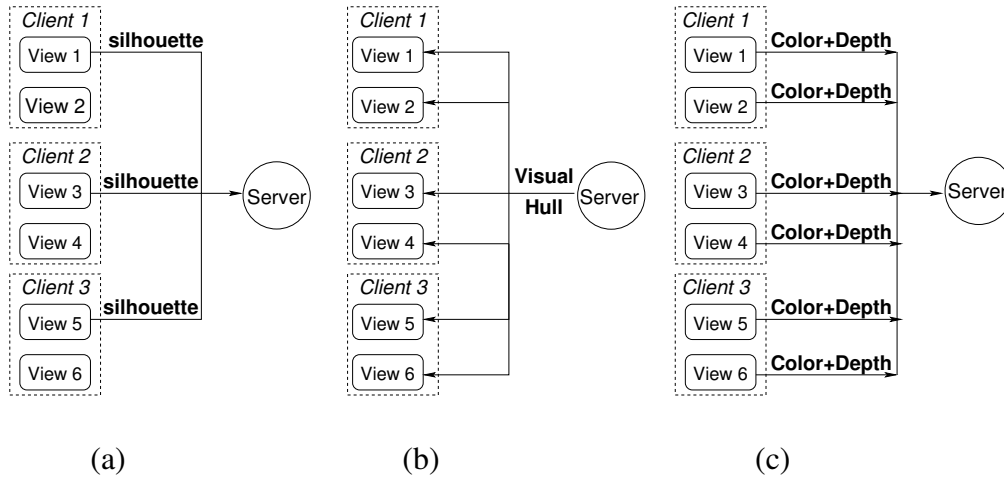 Client 1
View 1
silhouette
View 2
Client 2
View 3
silhouette
View 4
Client 3
View 5
silhouette
View 6
Server
(a)
Client 1
View 1
View 2
Client 2
View 3
View 4
Client 3
View 5
View 6
Visual
Hull
Server
(b)
Client 1
View 1
Color+Depth
View 2
Color+Depth
Client 2
View 3
Color+Depth
View 4
Color+Depth
Client 3
View 5
Color+Depth
View 6
Color+Depth
Server
(c)